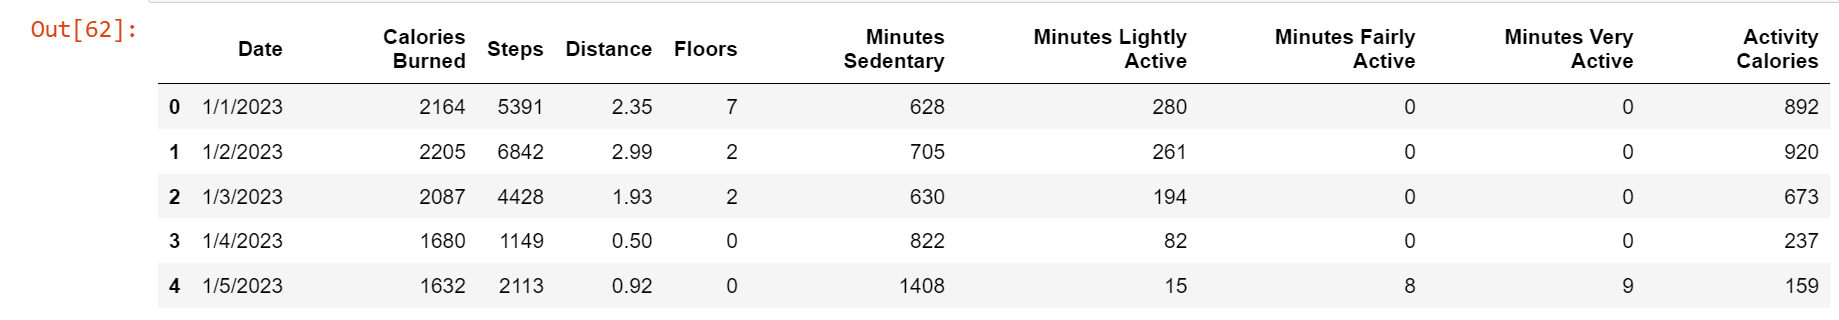 Out[62]:
Date Calories Burned Steps Distance Floors Minutes Sedentary Minutes Lightly Active Minutes Fairly Active Minutes Very Active Activity Calories
0 1/1/2023 2164 5391 2.35 7 628 280 0 0 892
1 1/2/2023 2205 6842 2.99 2 705 261 0 0 920
2 1/3/2023 2087 4428 1.93 2 630 194 0 0 673
3 1/4/2023 1680 1149 0.50 0 822 82 0 0 237
4 1/5/2023 1632 2113 0.92 0 1408 15 8 9 159